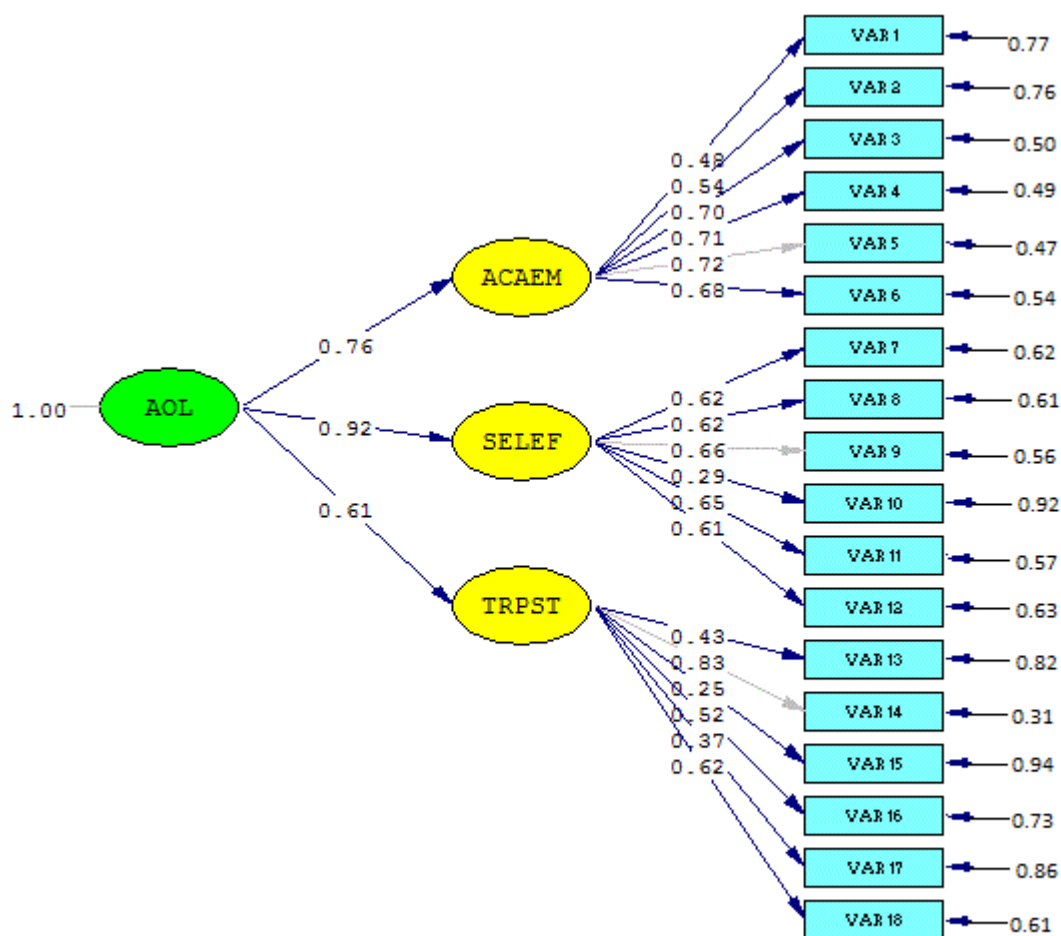 VAR 1
0.77
VAR 2
0.76
VAR 3
0.50
0.48
0.54
VAR 4
0.49
0.70
0.71
VAR 5
0.47
0.72
ACAEM
0.68
VAR 6
0.54
0.76
VAR 7
0.62
1.00
AOL
0.62
VAR 8
0.61
0.92
SELEF
0.62
0.66
VAR 9
0.56
0.29
0.65
VAR 10
0.92
0.61
0.61
VAR 11
0.57
TRPST
VAR 12
0.63
0.43
VAR 13
0.82
0.83
0.25
VAR 14
0.31
0.52
0.37
VAR 15
0.94
0.62
VAR 16
0.73
VAR 17
0.86
VAR 18
0.61